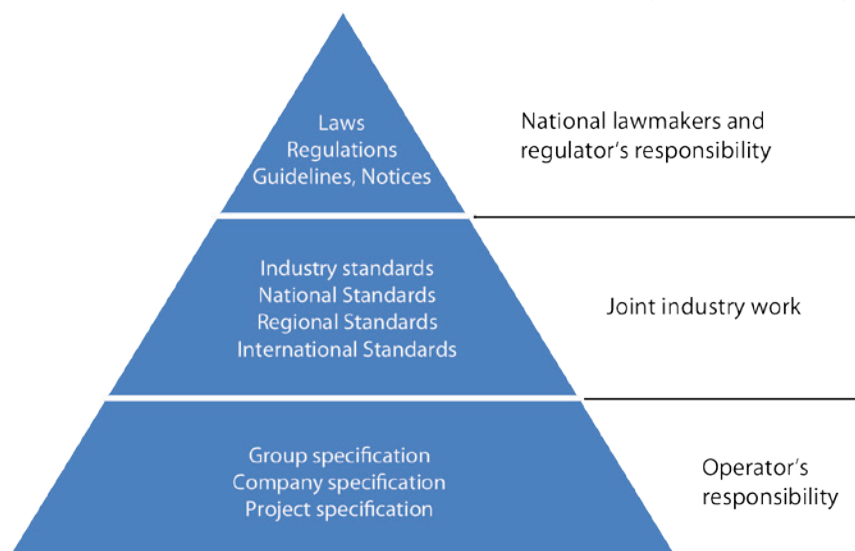 Laws
Regulations
Guidelines, Notices
National lawmakers and
regulator's responsibility
Industry standards
National Standards
Regional Standards
International Standards
Joint industry work
Group specification
Company specification
Project specification
Operator's
responsibility